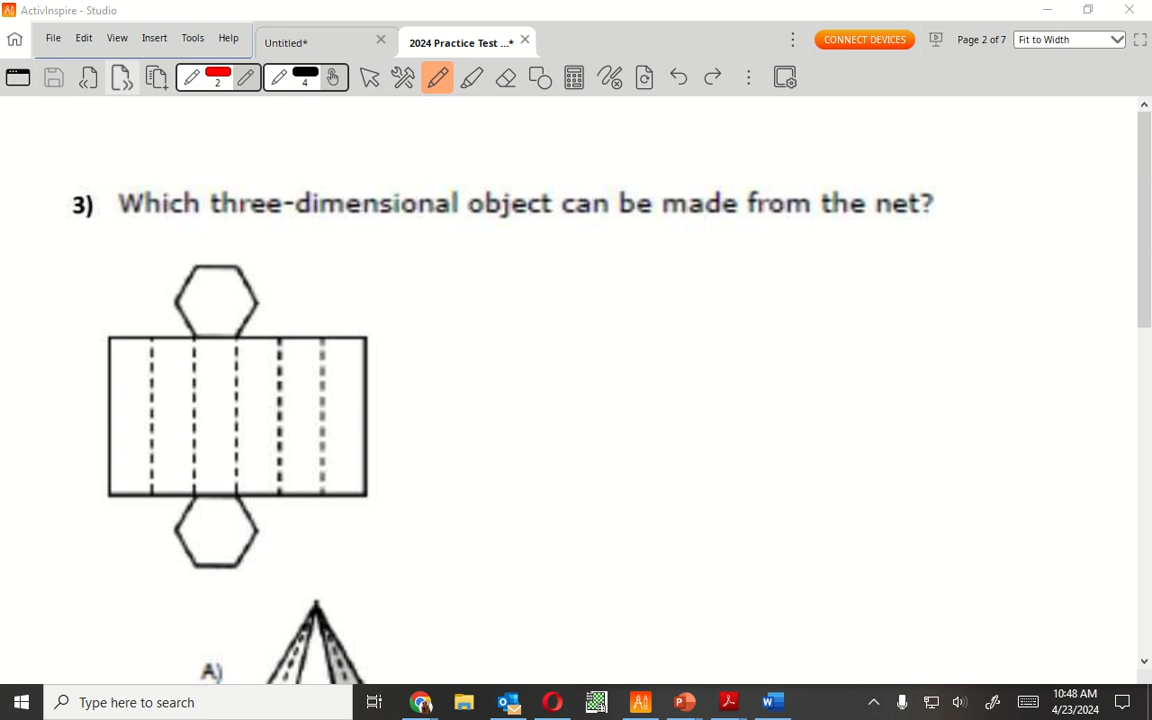 ActivInspire - Studio
File Edit View Insert Tools Help
Untitled*
2024 Practice Test ...*
CONNECT DEVICES
Page 2 of 7
Fit to Width
2
4
3) Which three-dimensional object can be made from the net?
A)
Type here to search
10:48 AM
4/23/2024